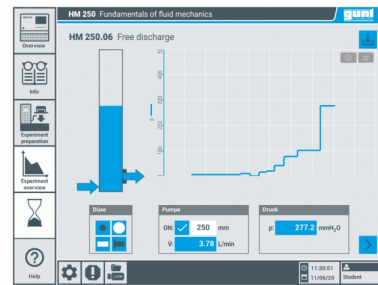 HM 250 Fundamentals of fluid mechanics
gunt
Overview
HM 250.06 Free discharge
Info
400
300
200
100
Experiment preparation
Experiment overview
Düse
Pumpe
ON: 250 mm
V̇: 3.78 L/min
Druck
p: 277.2 mmH₂O
Help
11:30:51
11/06/20
Student